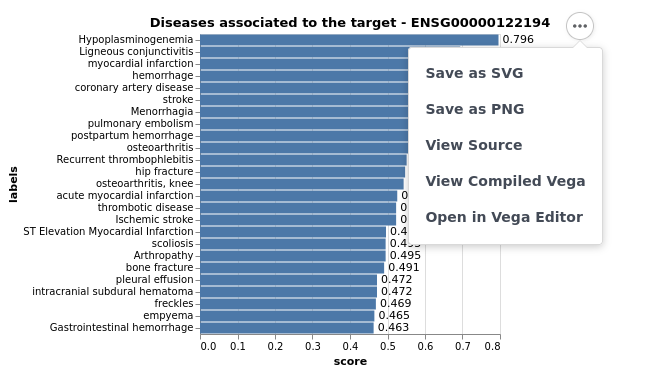 Diseases associated to the target - ENSG00000122194
Hypoplasminogenemia 0.796
Ligneous conjunctivitis
myocardial infarction
hemorrhage
coronary artery disease
stroke
Menorrhagia
pulmonary embolism
postpartum hemorrhage
osteoarthritis
Recurrent thrombophlebitis
hip fracture
osteoarthritis, knee
acute myocardial infarction
thrombotic disease
Ischemic stroke
ST Elevation Myocardial Infarction
scoliosis
Arthropathy 0.495
bone fracture 0.491
pleural effusion 0.472
intracranial subdural hematoma 0.472
freckles 0.469
empyema 0.465
Gastrointestinal hemorrhage 0.463
0.0 0.1 0.2 0.3 0.4 0.5 0.6 0.7 0.8
score
labels
Save as SVG
Save as PNG
View Source
View Compiled Vega
Open in Vega Editor